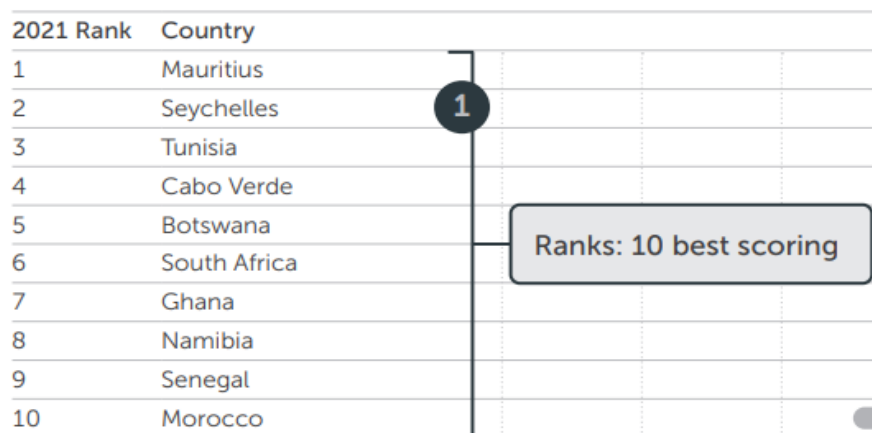 2021 Rank Country
1 Mauritius
1
2 Seychelles
3 Tunisia
4 Cabo Verde
5 Botswana
Ranks: 10 best scoring
6 South Africa
7 Ghana
8 Namibia
9 Senegal
10 Morocco